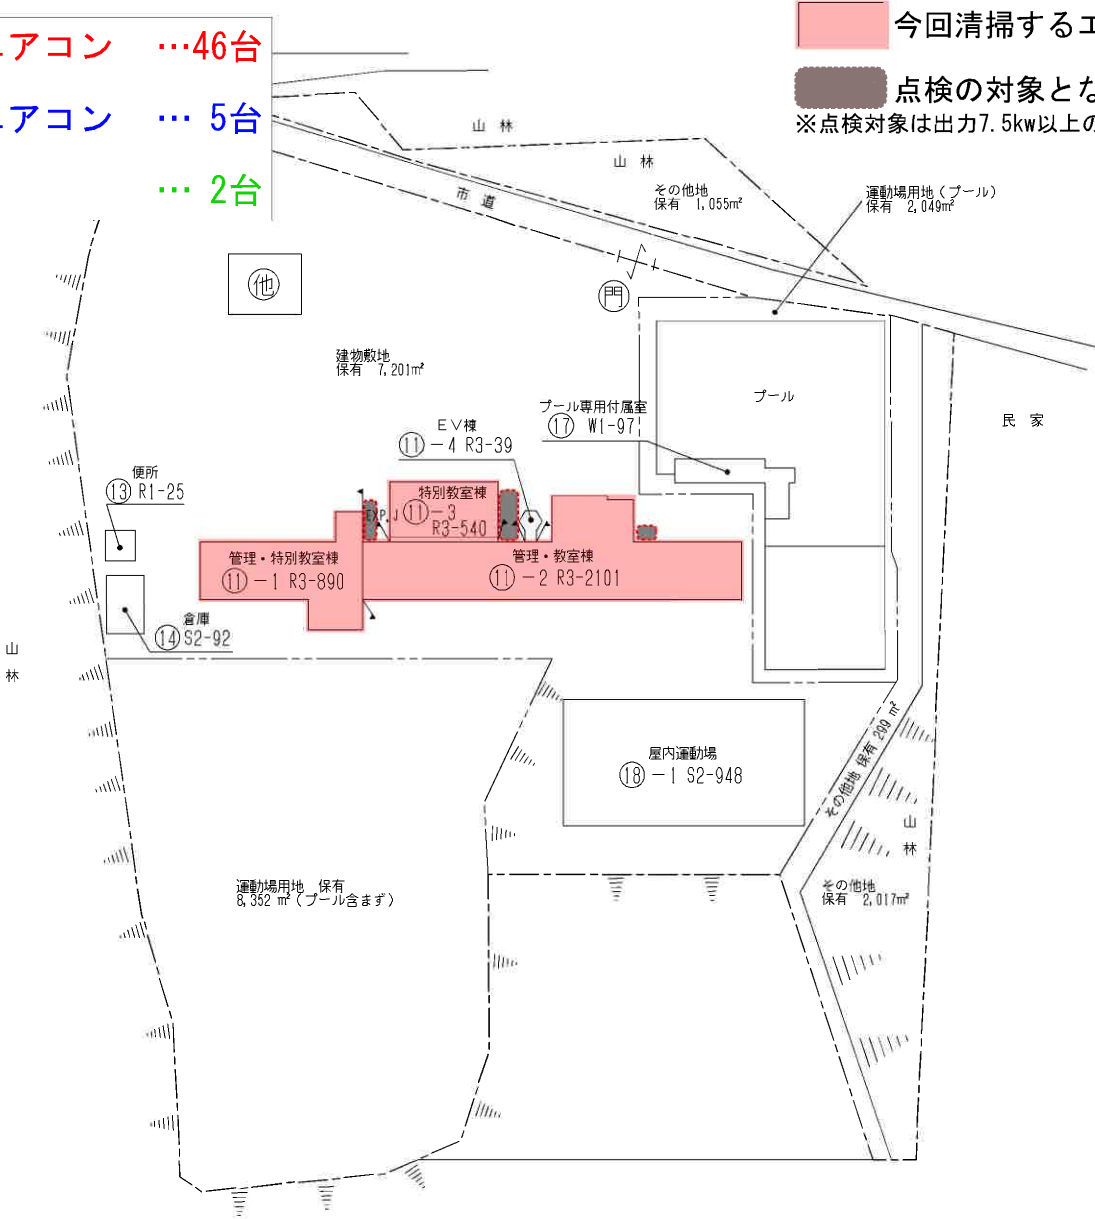 エアコン …46台
エアコン … 5台
… 2台
今回清掃するエ
点検の対象とな
※点検対象は出力7.5kw以上の
山 林
山 林
市 道
その他地
保有 1,055㎡
運動場用地(プール)
保有 2,049㎡
他
門
建物敷地
保有 7,201㎡
プール
民 家
プール専用付属室
⑰ W1-97
EV棟
⑪-4 R3-39
便所
⑬ R1-25
特別教室棟
⑪-3
R3-540
EXP.J
管理・特別教室棟
⑪-1 R3-890
管理・教室棟
⑪-2 R3-2101
倉庫
⑭ S2-92
山
林
屋内運動場
⑱-1 S2-948
その他地 保有 299 ㎡
山
林
運動場用地 保有
8,352 ㎡(プール含まず)
その他地
保有 2,017㎡